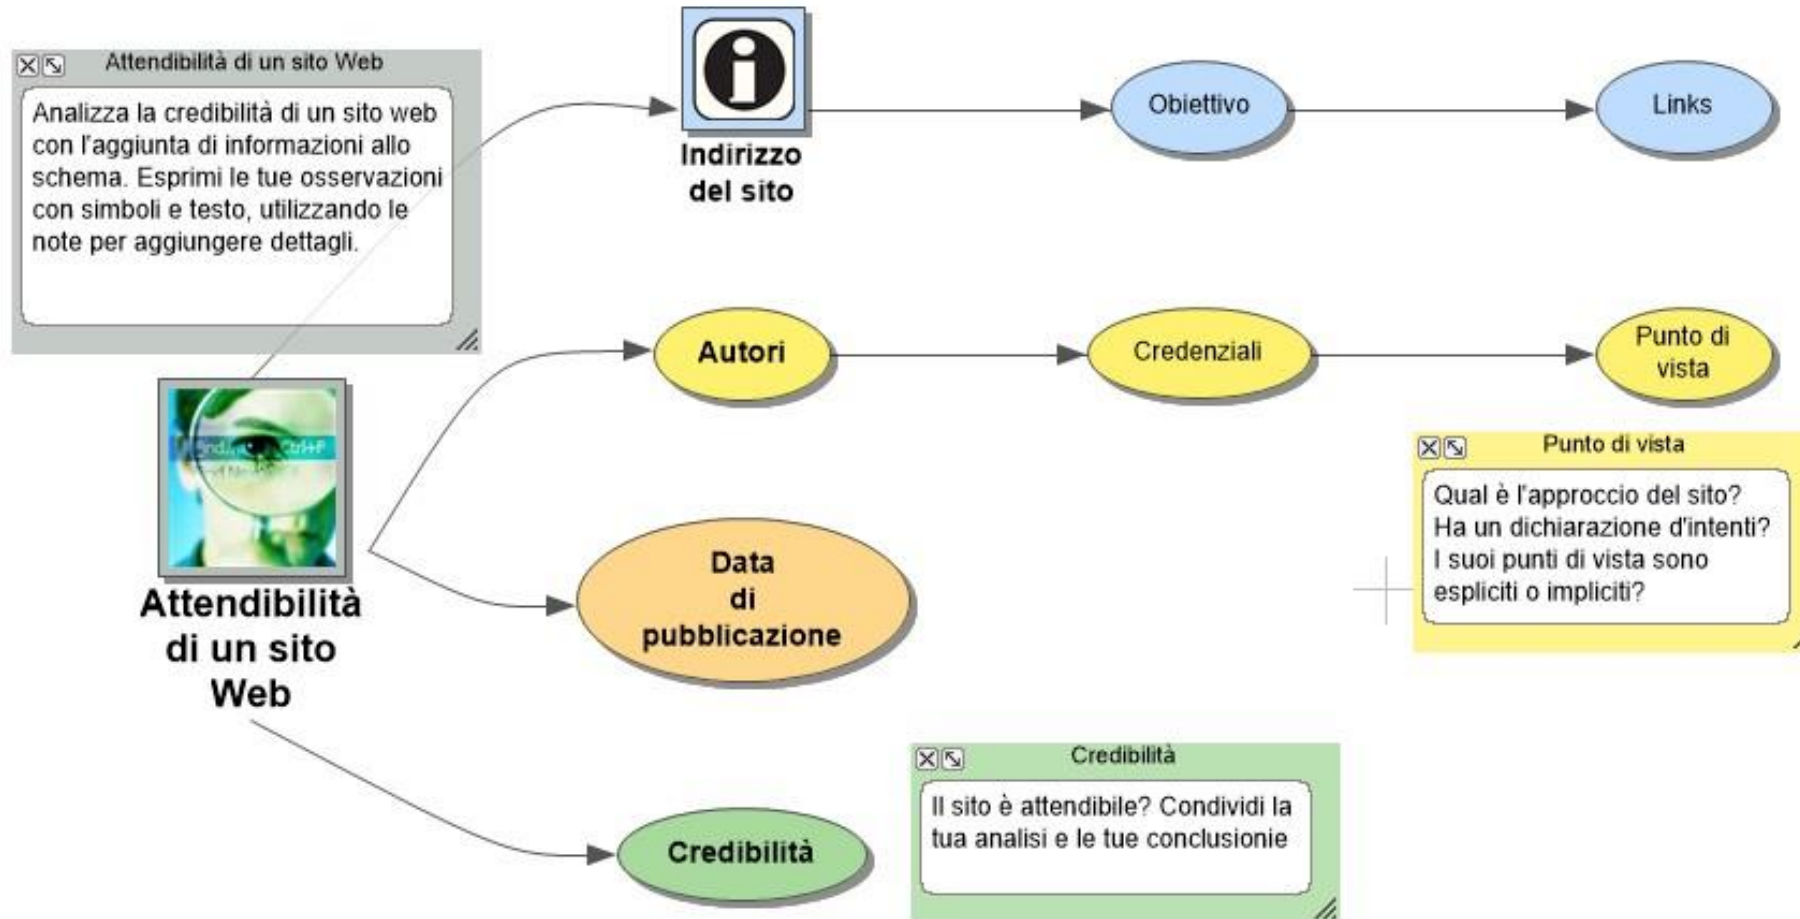 Attendibilità di un sito Web
Analizza la credibilità di un sito web
con l'aggiunta di informazioni allo
schema. Esprimi le tue osservazioni
con simboli e testo, utilizzando le
note per aggiungere dettagli.
Indirizzo
del sito
Obiettivo
Links
Autori
Credenziali
Punto di
vista
Punto di vista
Qual è l'approccio del sito?
Ha un dichiarazione d'intenti?
I suoi punti di vista sono
espliciti o impliciti?
Ctrl+F
Attendibilità
di un sito
Web
Data
di
pubblicazione
Credibilità
Credibilità
Il sito è attendibile? Condividi la
tua analisi e le tue conclusionie